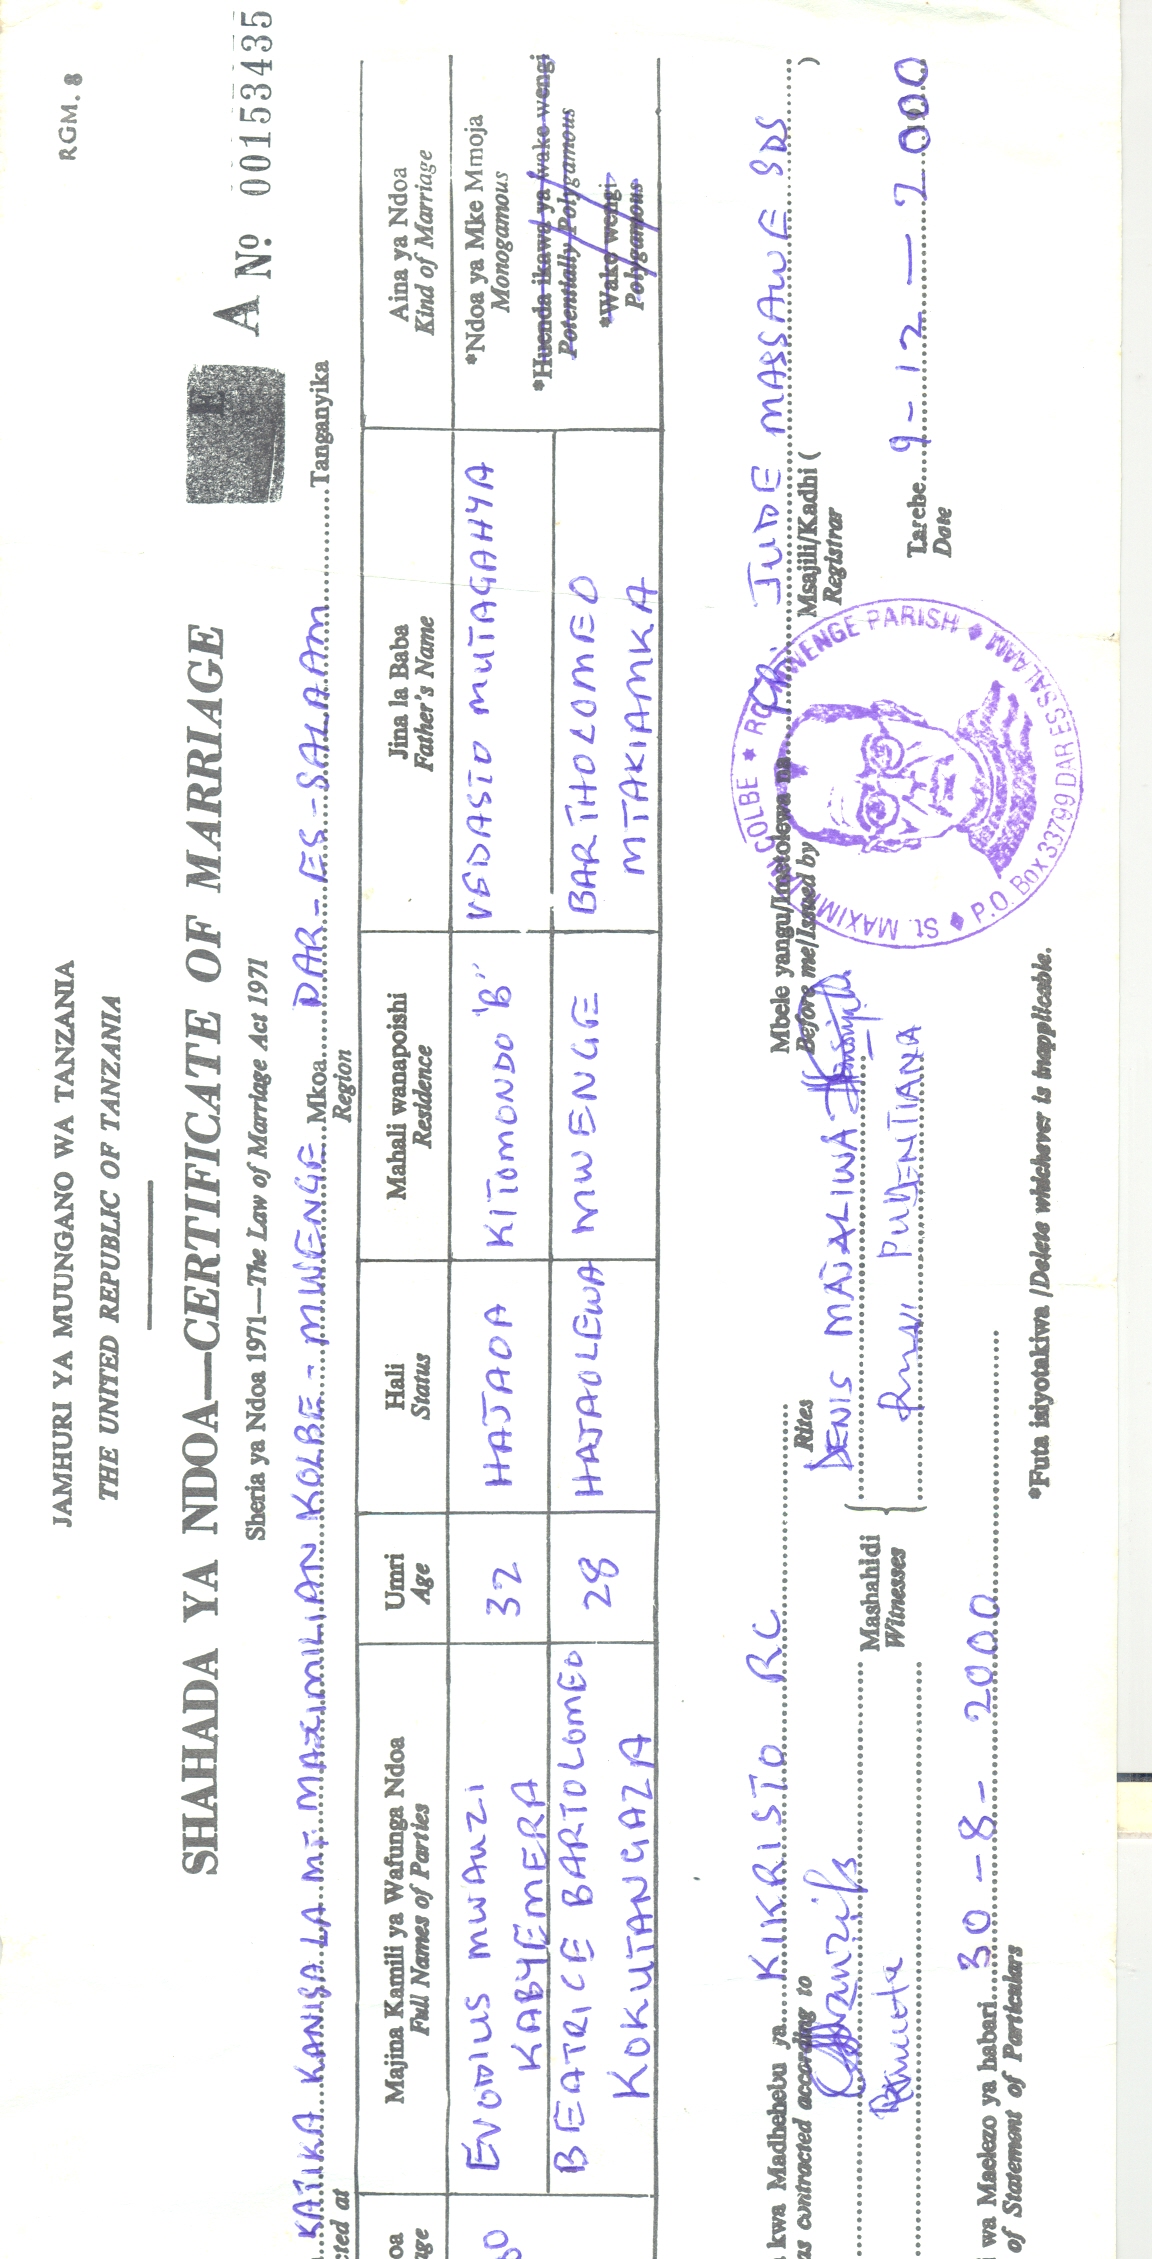 JAMHURI YA MUUNGANO WA TANZANIA
RGM. 8
THE UNITED REPUBLIC OF TANZANIA
SHAHADA YA NDOA—CERTIFICATE OF MARRIAGE
E
A No. 00153435
Sheria ya Ndoa 1971—The Law of Marriage Act 1971
KATIKA KANISA LA MT. MAXIMILIAN KOLBE - MWENGE Mkoa DAR-ES-SALAAM Tanganyika
cted at Region
oa Majina Kamili ya Wafunga Ndoa Umri Hali Mahali wanapoishi Jina la Baba Aina ya Ndoa
age Full Names of Parties Age Status Residence Father's Name Kind of Marriage
EVODIUS MWAUZI KABYEMERA 32 HAJAOA KITOMONDO "B" VEDASTO MUTAGAHYA
BEATRICE BARTOLOMEO KOKUTANGAZA 28 HAJAOLEWA MWENGE BARTHOLOMEO MTAKIAMKA
*Ndoa ya Mke Mmoja
Monogamous
*Huenda ikawa ya wake wengi
Potentially Polygamous
*Wake wengi
Polygamous
kwa Madhehebu ya KIKRISTO RC
as contracted according to Rites
Mbele yangu/Imetolewa na FR. JUDE MASSAWE SDS
Before me/Issued by Msajili/Kadhi ( )
Registrar
Mashahidi DENIS MAJALIWA
Witnesses PUDENTIANA
Tarehe 9-12-2000
Date
i wa Maelezo ya habari 30-8-2000
of Statement of Particulars
*Futa isiyotakiwa /Delete whichever is inapplicable.
St. MAXIMILIAN COLBE * RC MWENGE PARISH
P.O. Box 33799 DAR ES SALAAM